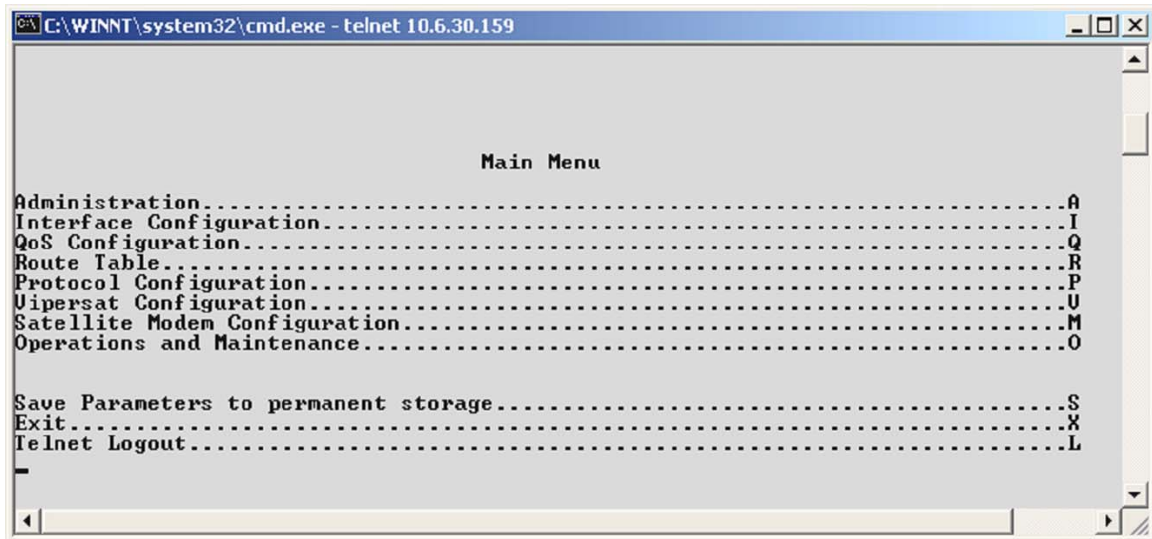 C:\WINNT\system32\cmd.exe - telnet 10.6.30.159
Main Menu
Administration.................................................................A
Interface Configuration........................................................I
QoS Configuration..............................................................Q
Route Table....................................................................R
Protocol Configuration.........................................................P
Vipersat Configuration.........................................................V
Satellite Modem Configuration..................................................M
Operations and Maintenance.....................................................O
Save Parameters to permanent storage...........................................S
Exit...........................................................................X
Telnet Logout..................................................................L